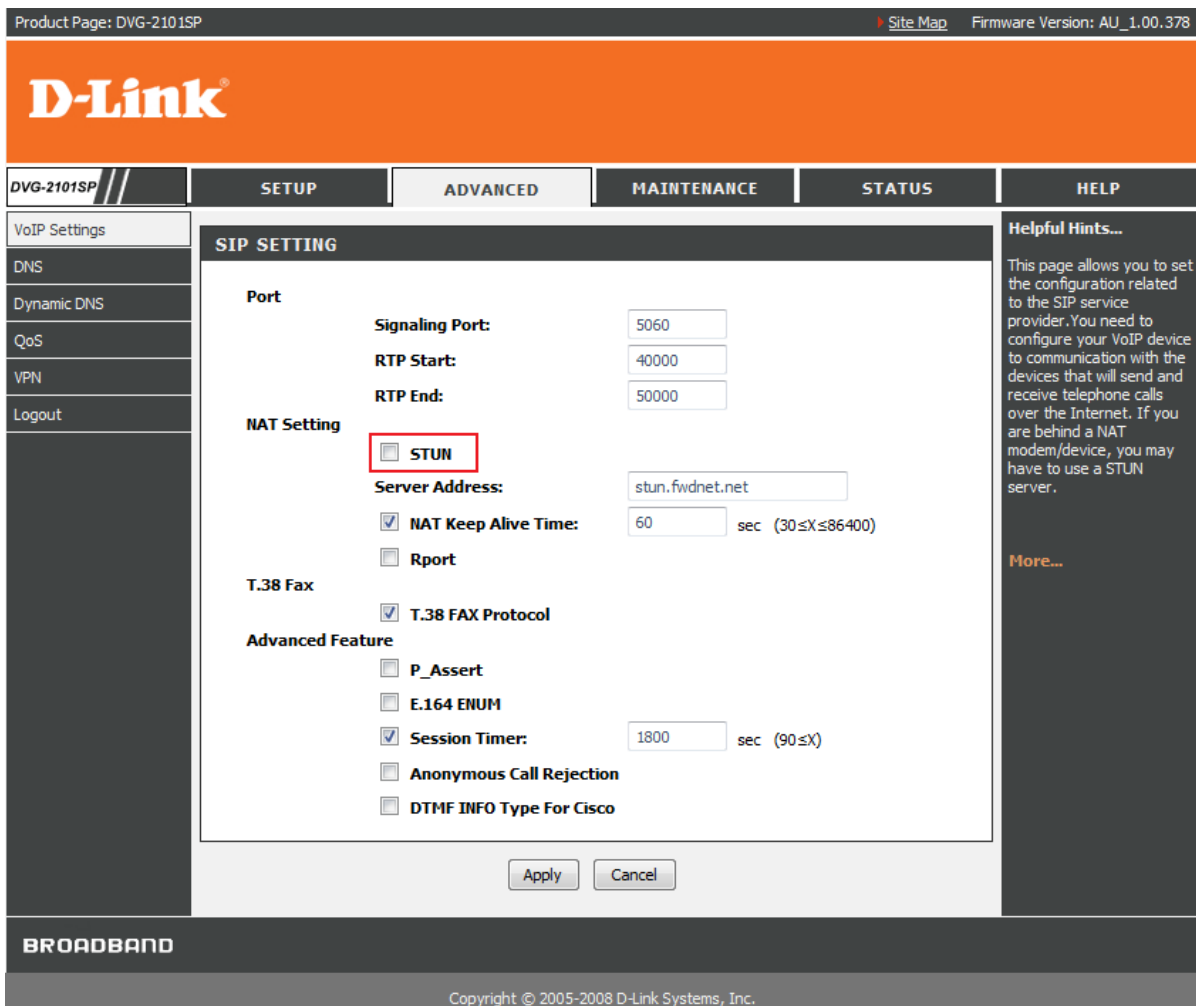 Product Page: DVG-2101SP Site Map Firmware Version: AU_1.00.378
D-Link®
DVG-2101SP SETUP ADVANCED MAINTENANCE STATUS HELP
VoIP Settings
DNS
Dynamic DNS
QoS
VPN
Logout
SIP SETTING
Port
Signaling Port: 5060
RTP Start: 40000
RTP End: 50000
NAT Setting
STUN
Server Address: stun.fwdnet.net
NAT Keep Alive Time: 60 sec (30≤X≤86400)
Rport
T.38 Fax
T.38 FAX Protocol
Advanced Feature
P_Assert
E.164 ENUM
Session Timer: 1800 sec (90≤X)
Anonymous Call Rejection
DTMF INFO Type For Cisco
Apply Cancel
Helpful Hints...
This page allows you to set
the configuration related
to the SIP service
provider.You need to
configure your VoIP device
to communication with the
devices that will send and
receive telephone calls
over the Internet. If you
are behind a NAT
modem/device, you may
have to use a STUN
server.
More...
BROADBAND
Copyright © 2005-2008 D-Link Systems, Inc.